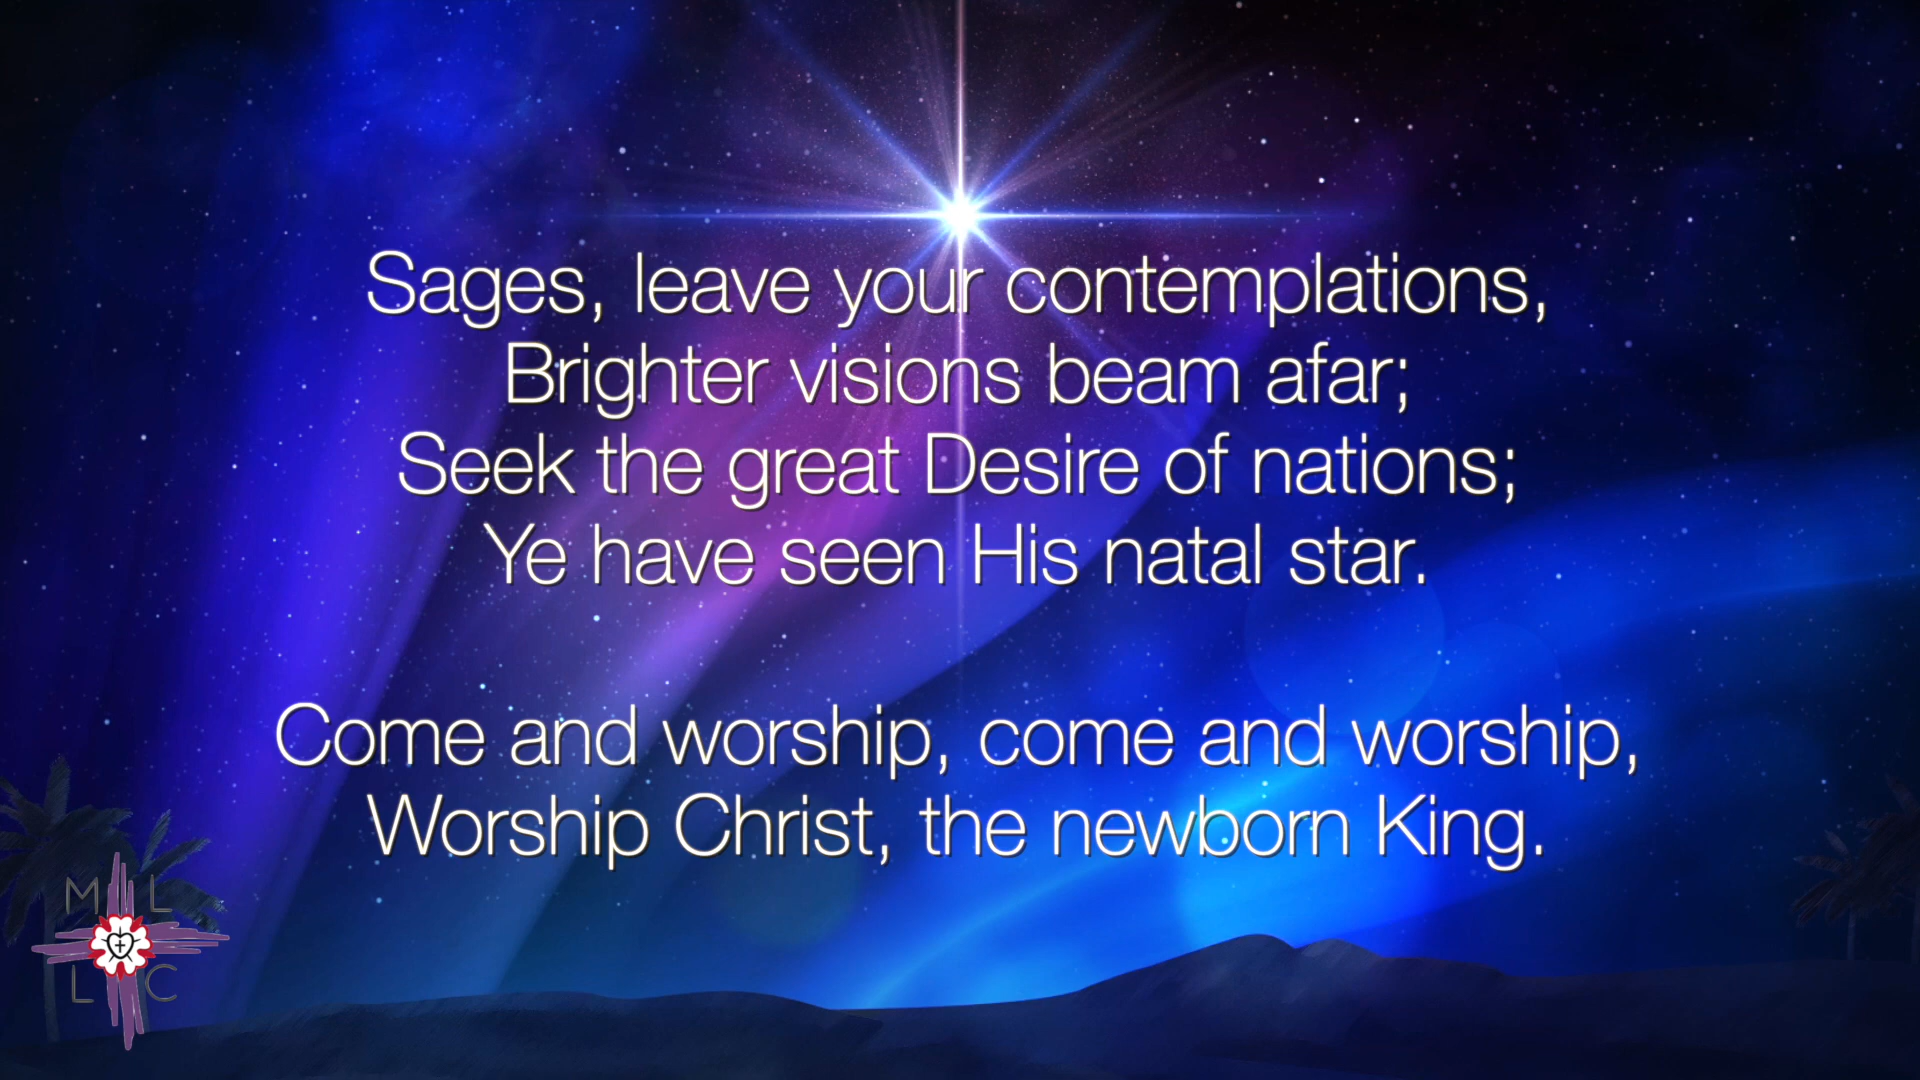 Sages, leave your contemplations,
Brighter visions beam afar;
Seek the great Desire of nations;
Ye have seen His natal star.
Come and worship, come and worship,
Worship Christ, the newborn King.
M L
L C